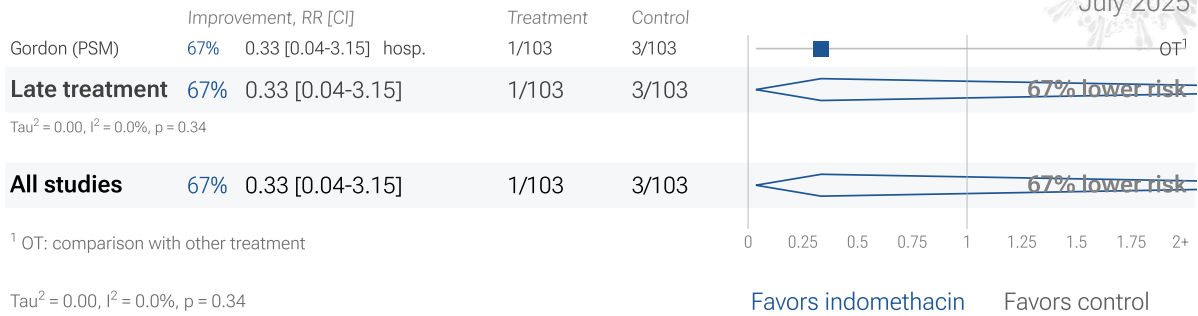 July 2025
Improvement, RR [CI] Treatment Control
Gordon (PSM) 67% 0.33 [0.04-3.15] hosp. 1/103 3/103 OT¹
Late treatment 67% 0.33 [0.04-3.15] 1/103 3/103 67% lower risk
Tau² = 0.00, I² = 0.0%, p = 0.34
All studies 67% 0.33 [0.04-3.15] 1/103 3/103 67% lower risk
¹ OT: comparison with other treatment
0 0.25 0.5 0.75 1 1.25 1.5 1.75 2+
Tau² = 0.00, I² = 0.0%, p = 0.34 Favors indomethacin Favors control